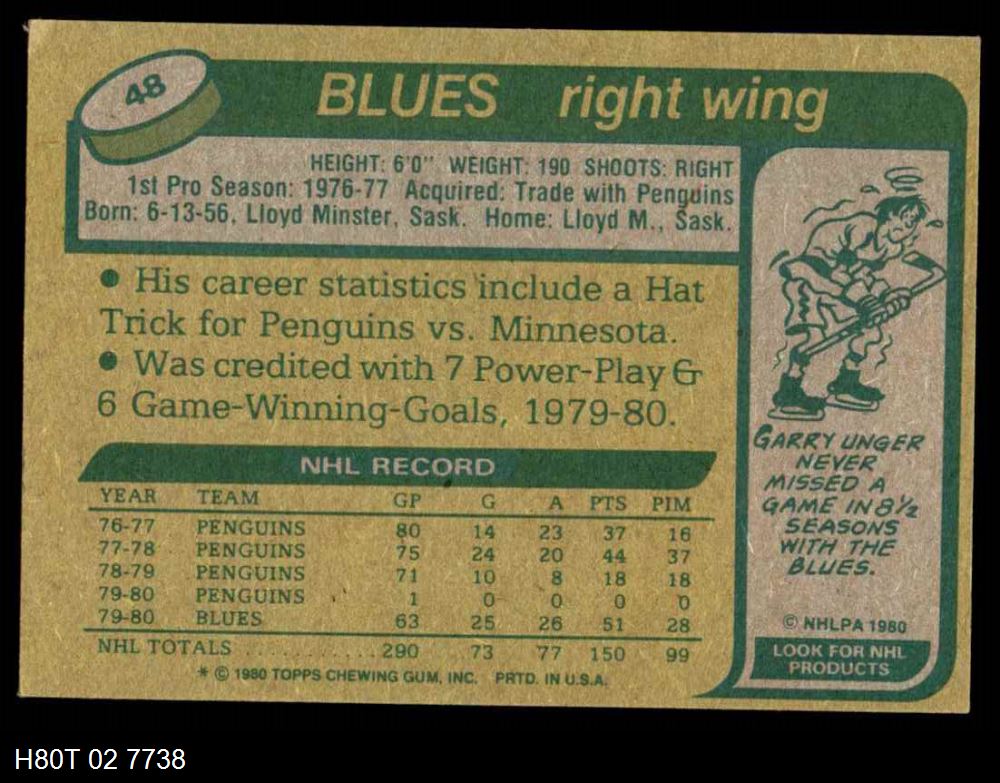 48
BLUES right wing
HEIGHT: 6'0" WEIGHT: 190 SHOOTS: RIGHT
1st Pro Season: 1976-77 Acquired: Trade with Penguins
Born: 6-13-56, Lloyd Minster, Sask. Home: Lloyd M., Sask.
● His career statistics include a Hat
Trick for Penguins vs. Minnesota.
● Was credited with 7 Power-Play &
6 Game-Winning-Goals, 1979-80.
NHL RECORD
YEAR TEAM GP G A PTS PIM
76-77 PENGUINS 80 14 23 37 16
77-78 PENGUINS 75 24 20 44 37
78-79 PENGUINS 71 10 8 18 18
79-80 PENGUINS 1 0 0 0 0
79-80 BLUES 63 25 26 51 28
NHL TOTALS ............ 290 73 77 150 99
* © 1980 TOPPS CHEWING GUM, INC. PRTD. IN U.S.A.
GARRY UNGER
NEVER
MISSED A
GAME IN 8½
SEASONS
WITH THE
BLUES.
© NHLPA 1980
LOOK FOR NHL
PRODUCTS
H80T 02 7738